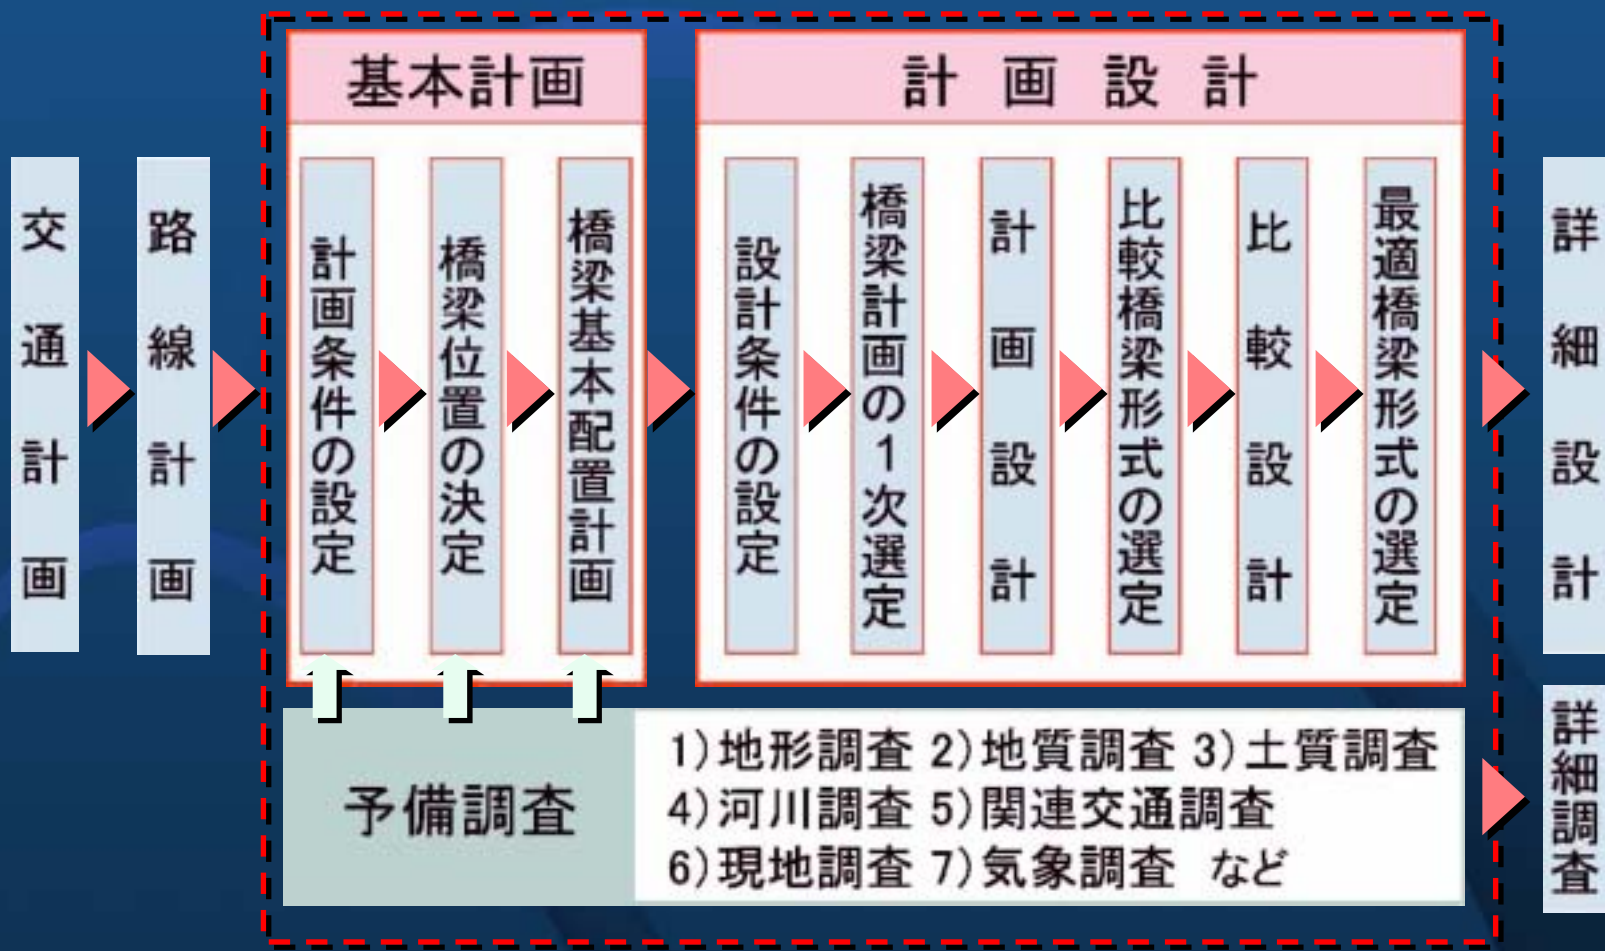 交通計画
路線計画
基本計画
計画条件の設定
橋梁位置の決定
橋梁基本配置計画
計画設計
設計条件の設定
橋梁計画の1次選定
計画設計
比較橋梁形式の選定
比較設計
最適橋梁形式の選定
予備調査
1)地形調査 2)地質調査 3)土質調査
4)河川調査 5)関連交通調査
6)現地調査 7)気象調査 など
詳細設計
詳細調査